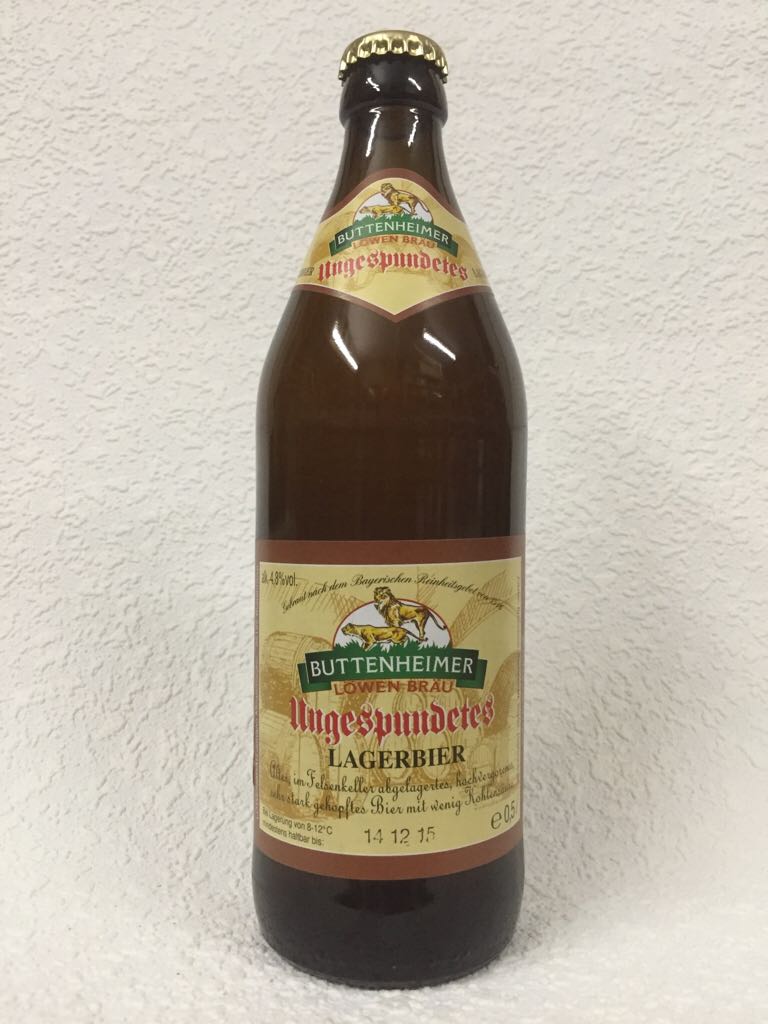 BUTTENHEIMER
LÖWEN BRÄU
Ungespundetes
alk. 4,8%vol.
Gebraut nach dem Bayerischen Reinheitsgebot von
BUTTENHEIMER
LÖWEN BRÄU
Ungespundetes
LAGERBIER
Altes, im Felsenkeller abgelagertes, hochvergorenes
sehr stark gehopftes Bier mit wenig
Bei Lagerung von 8-12°C
mindestens haltbar bis:
14 12 15
e 0,5